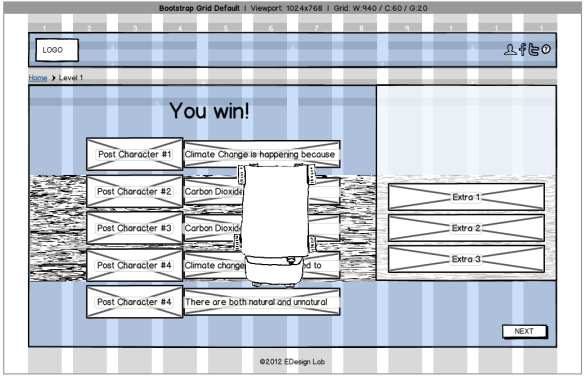 Bootstrap Grid Default | Viewport: 1024x768 | Grid: W:940 / C:60 / G:20
LOGO
Home > Level 1
You win!
Post Character #1 Climate Change is happening because
Post Character #2 Carbon Dioxide
Extra 1
Post Character #3 Carbon Dioxide
Extra 2
Post Character #4 Climate change d to
Extra 3
Post Character #4 There are both natural and unnatural
NEXT
©2012 EDesign Lab